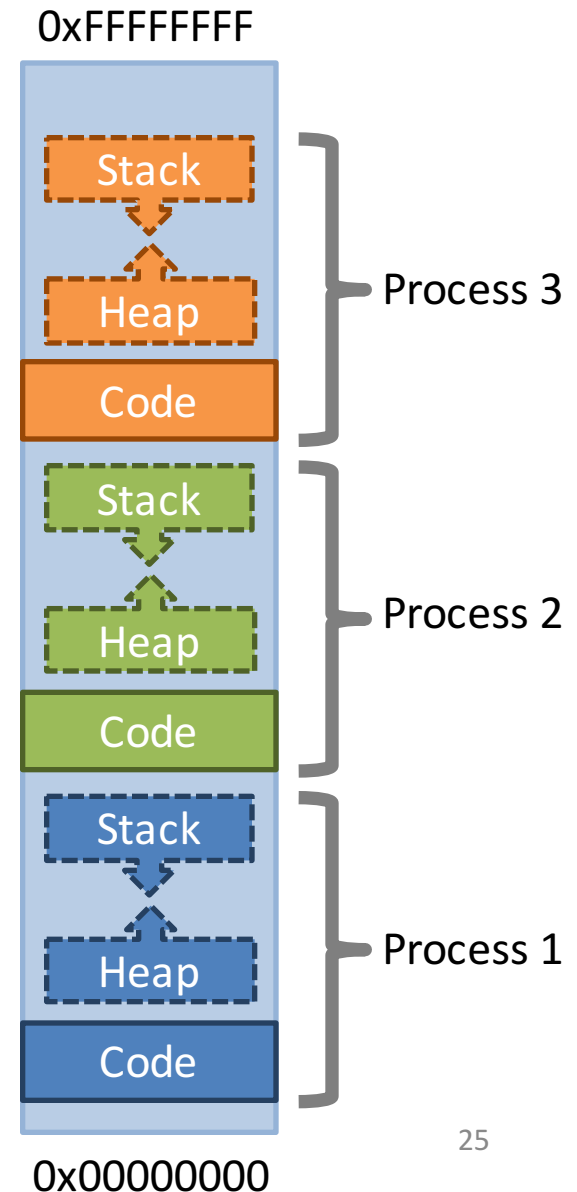 0xFFFFFFFF
Stack
Heap
Process 3
Code
Stack
Heap
Process 2
Code
Stack
Heap
Process 1
Code
25
0x00000000